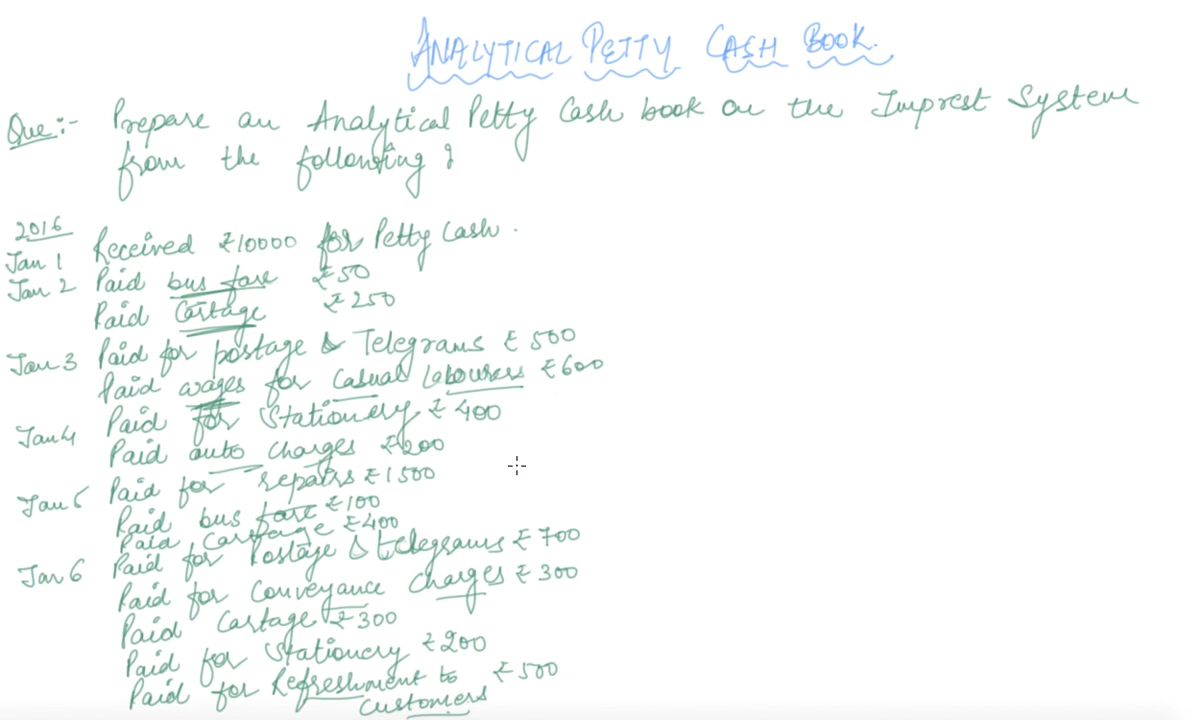 ANALYTICAL PETTY CASH BOOK.
Que:- Prepare an Analytical Petty Cash book on the Imprest System
from the following :
2016
Jan 1 Received ₹10000 for Petty Cash.
Jan 2 Paid bus fare ₹50
Paid Cartage ₹250
Jan 3 Paid for postage & Telegrams ₹500
Paid wages for Casual Labourers ₹600
Jan 4 Paid for Stationery ₹400
Paid auto charges ₹200
Jan 5 Paid for repairs ₹1500
Paid bus fare ₹100
Paid Cartage ₹400
Jan 6 Paid for Postage & telegrams ₹700
Paid for Conveyance Charges ₹300
Paid Cartage ₹300
Paid for Stationery ₹200
Paid for Refreshment to ₹500
Customers